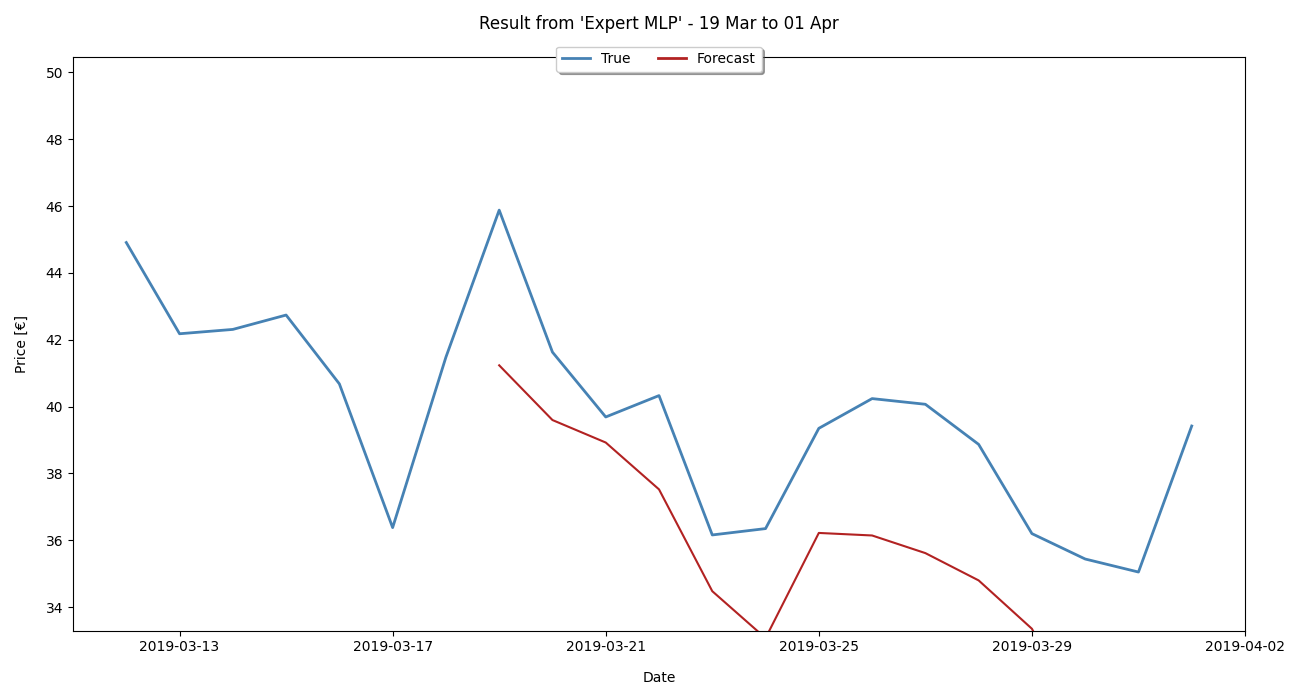 Result from 'Expert MLP' - 19 Mar to 01 Apr
True Forecast
50
48
46
44
42
40
38
36
34
Price [€]
2019-03-13 2019-03-17 2019-03-21 2019-03-25 2019-03-29 2019-04-02
Date